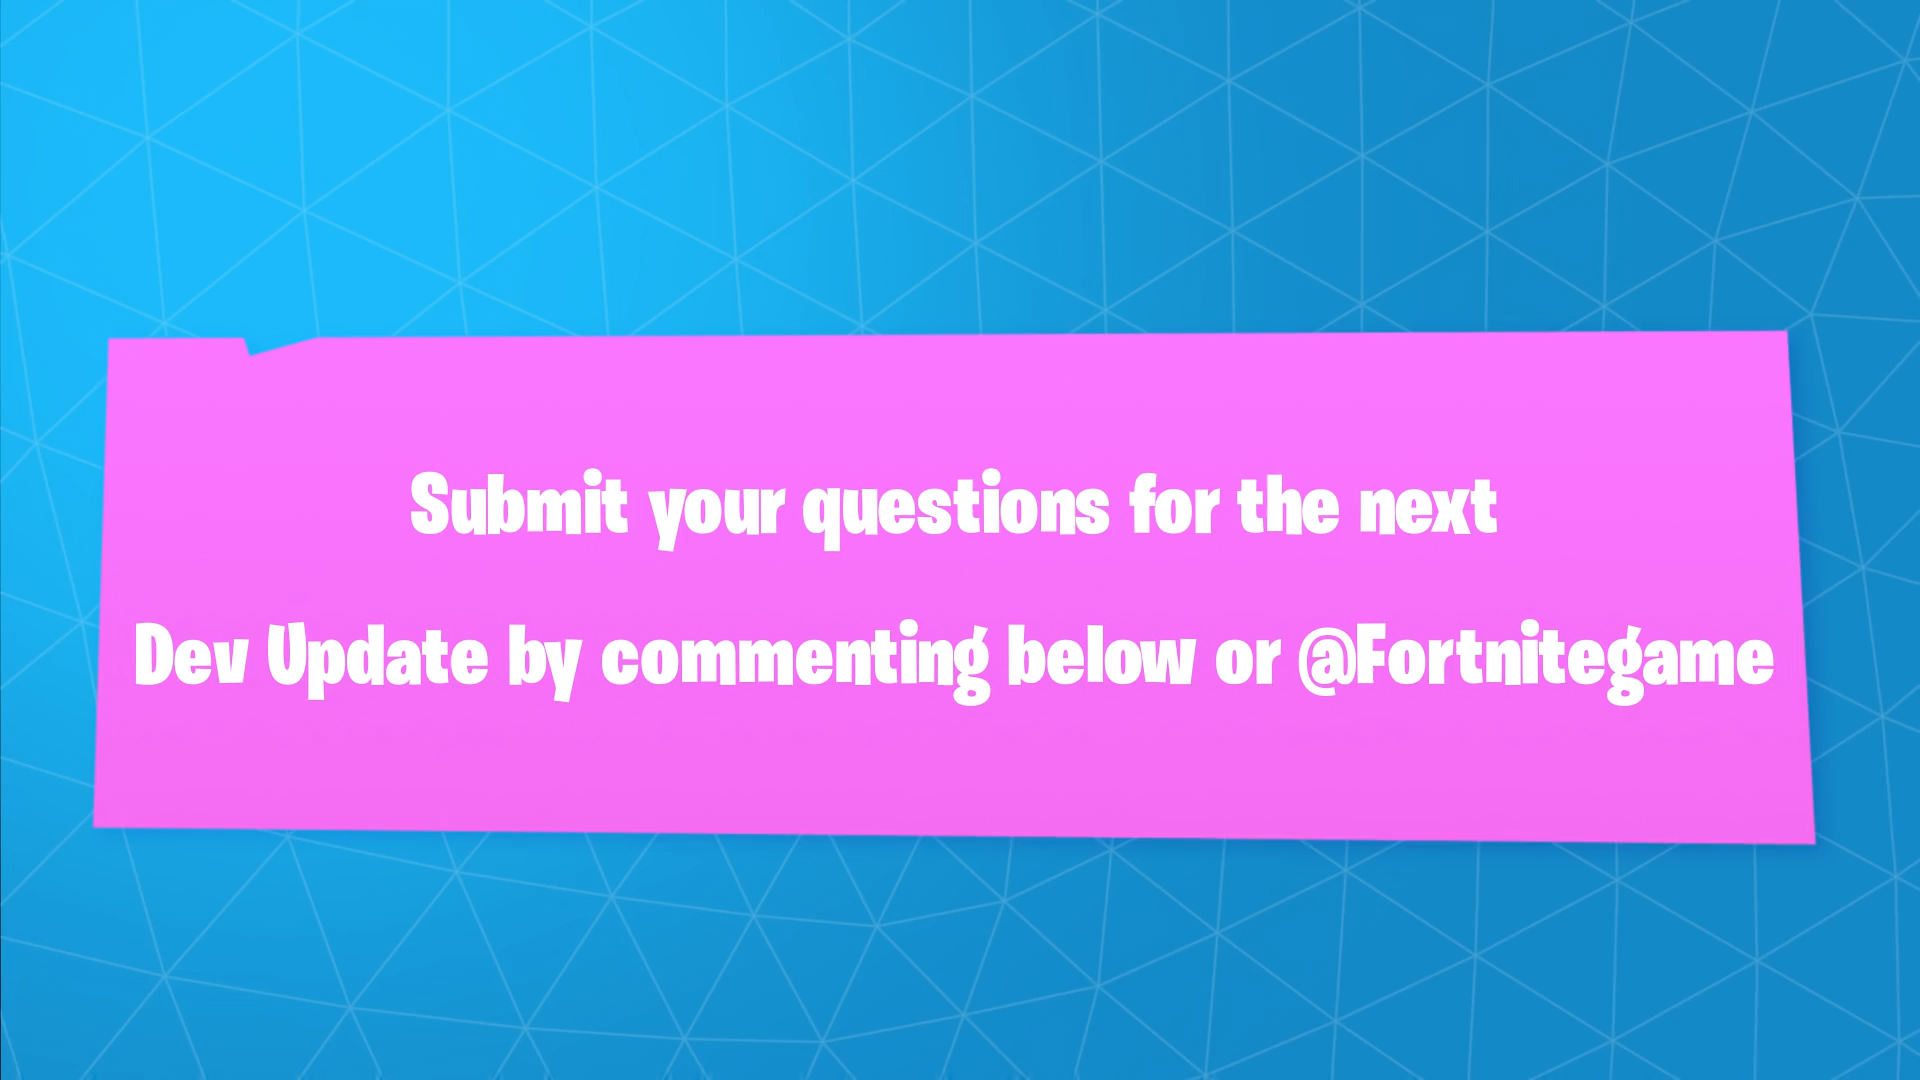 Submit your questions for the next
Dev Update by commenting below or @Fortnitegame